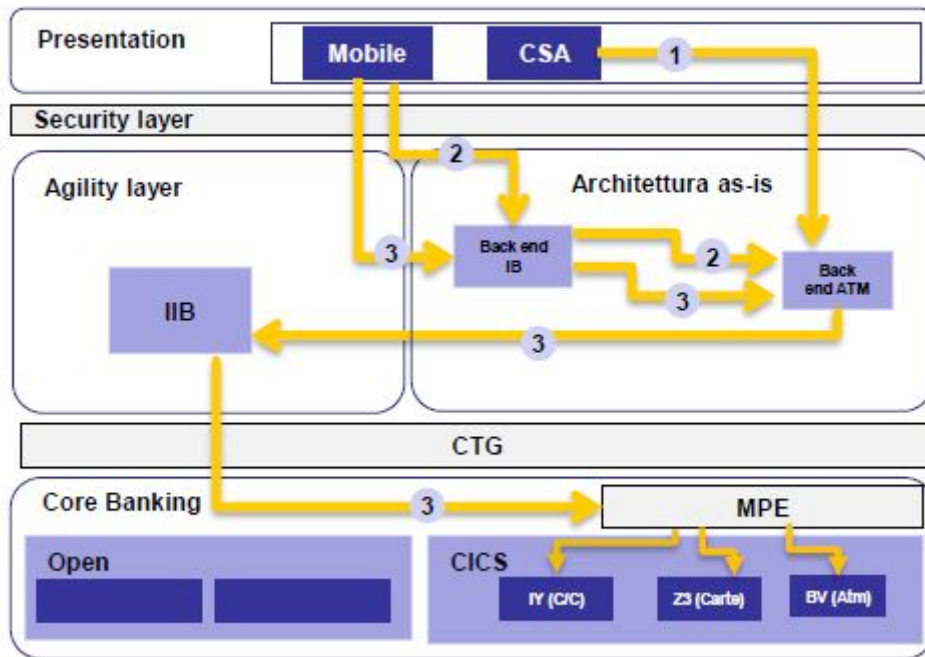 Presentation
Mobile
CSA
1
Security layer
2
Agility layer
Architettura as-is
3
Back end
IB
2
Back
end ATM
3
IIB
3
CTG
Core Banking
3
MPE
Open
CICS
IY (C/C)
Z3 (Carte)
BV (Atm)